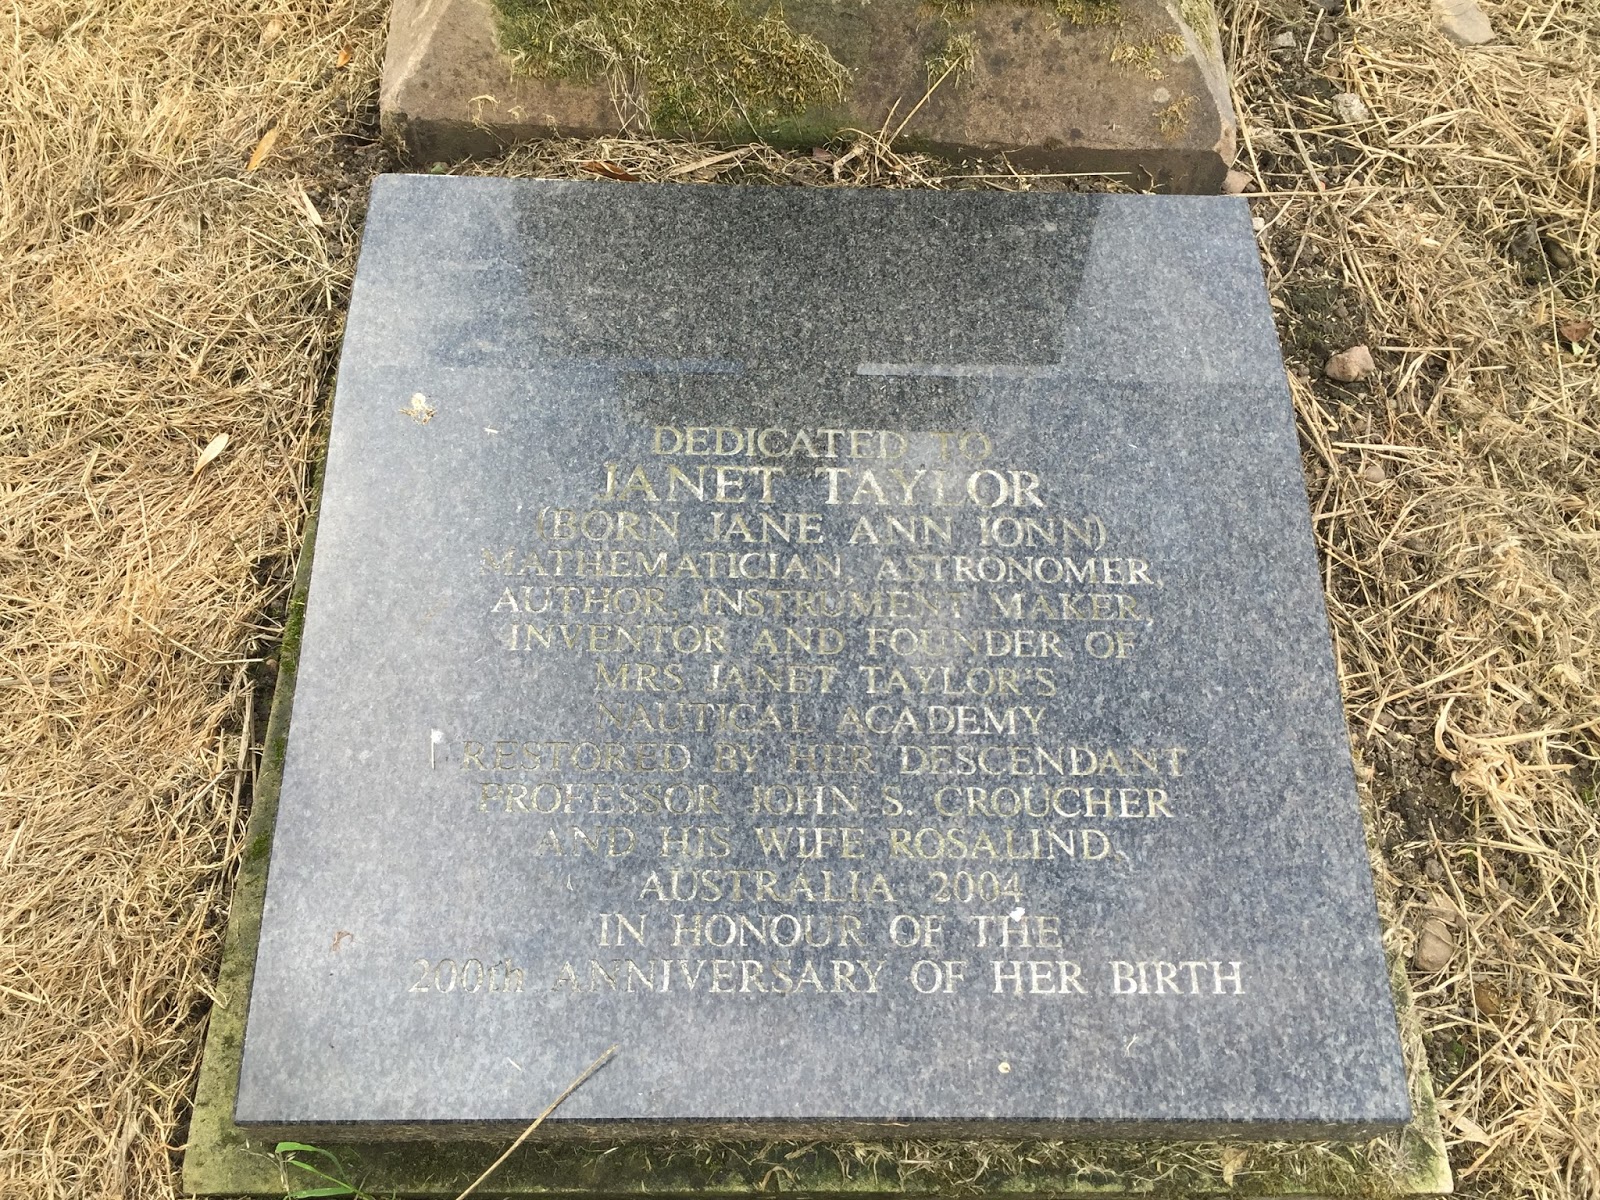 DEDICATED TO
JANET TAYLOR
(BORN JANE ANN IONN)
MATHEMATICIAN, ASTRONOMER,
AUTHOR, INSTRUMENT MAKER,
INVENTOR AND FOUNDER OF
MRS JANET TAYLOR'S
NAUTICAL ACADEMY
RESTORED BY HER DESCENDANT
PROFESSOR JOHN S. CROUCHER
AND HIS WIFE ROSALIND,
AUSTRALIA 2004
IN HONOUR OF THE
200th ANNIVERSARY OF HER BIRTH